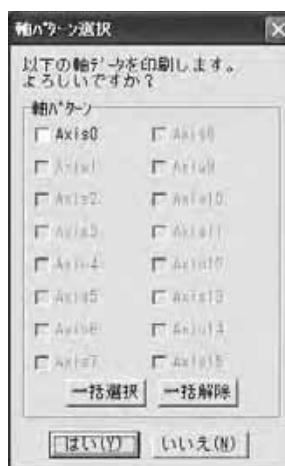 軸ﾊﾟﾀｰﾝ選択
以下の軸ﾃﾞｰﾀを印刷します。
よろしいですか？
軸ﾊﾟﾀｰﾝ
Axis0
Axis1
Axis2
Axis3
Axis4
Axis5
Axis6
Axis7
Axis8
Axis9
Axis10
Axis11
Axis13
Axis14
Axis15
一括選択 一括解除
はい(Y) いいえ(N)